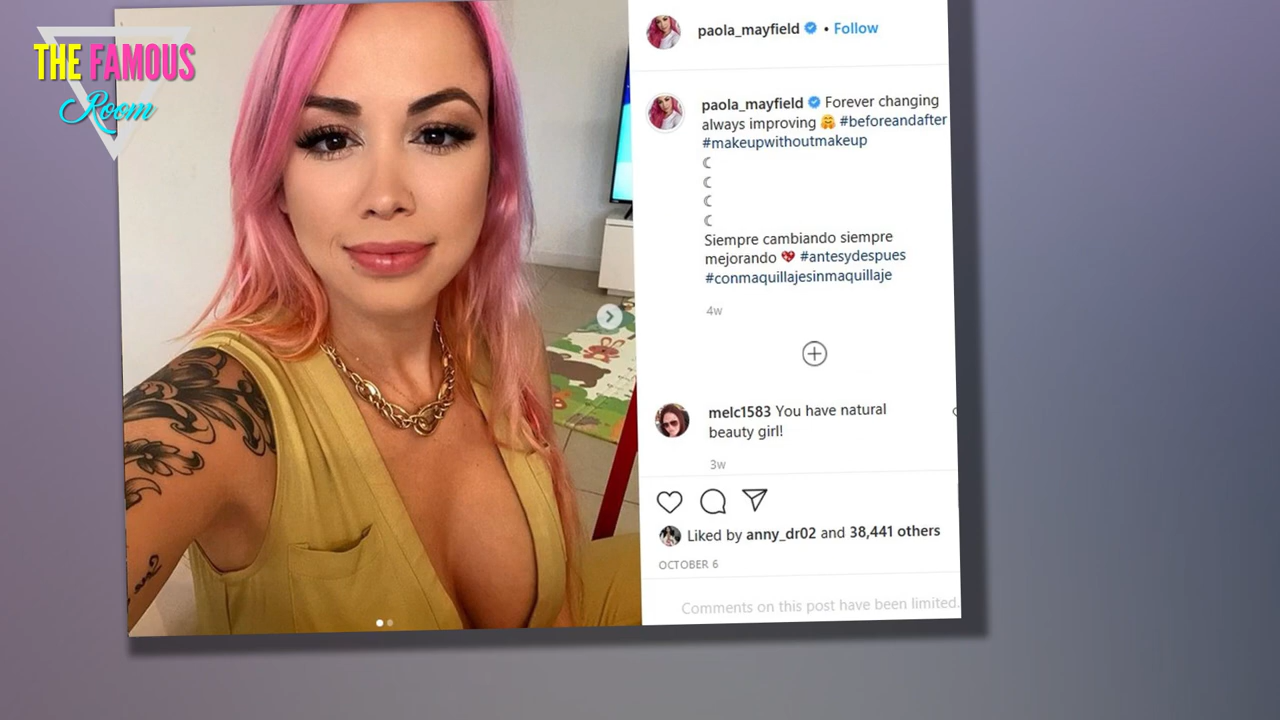 THE FAMOUS
Room
paola_mayfield • Follow
paola_mayfield Forever changing
always improving 🤗 #beforeandafter
#makeupwithoutmakeup
☾
☾
☾
☾
Siempre cambiando siempre
mejorando 💖 #antesydespues
#conmaquillajesinmaquillaje
4w
melc1583 You have natural
beauty girl!
3w
Liked by anny_dr02 and 38,441 others
OCTOBER 6
Comments on this post have been limited.